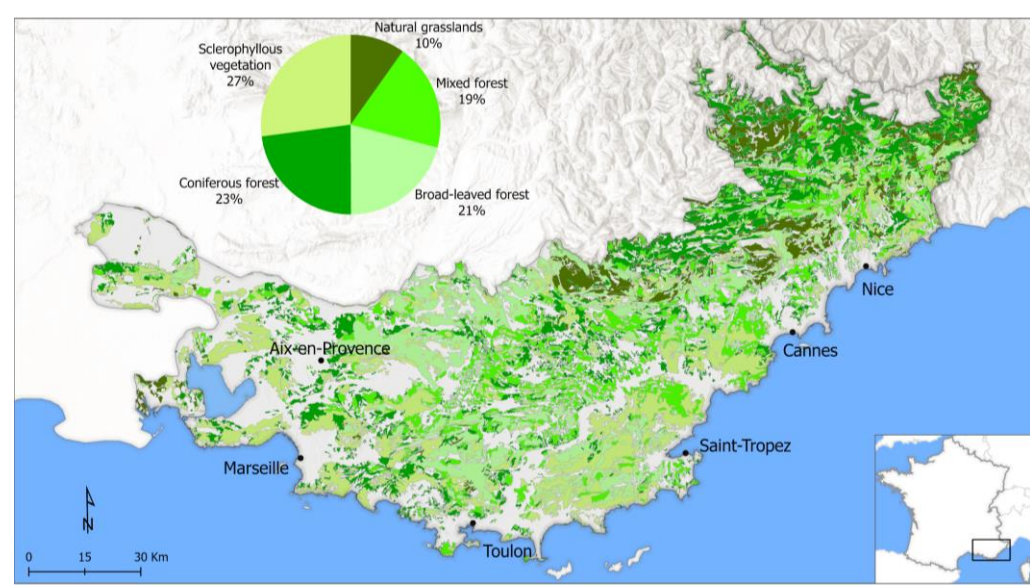 Natural grasslands
10%
Sclerophyllous
vegetation
27%
Mixed forest
19%
Coniferous forest
23%
Broad-leaved forest
21%
Nice
Cannes
Aix-en-Provence
Saint-Tropez
Marseille
Toulon
N
0 15 30 Km